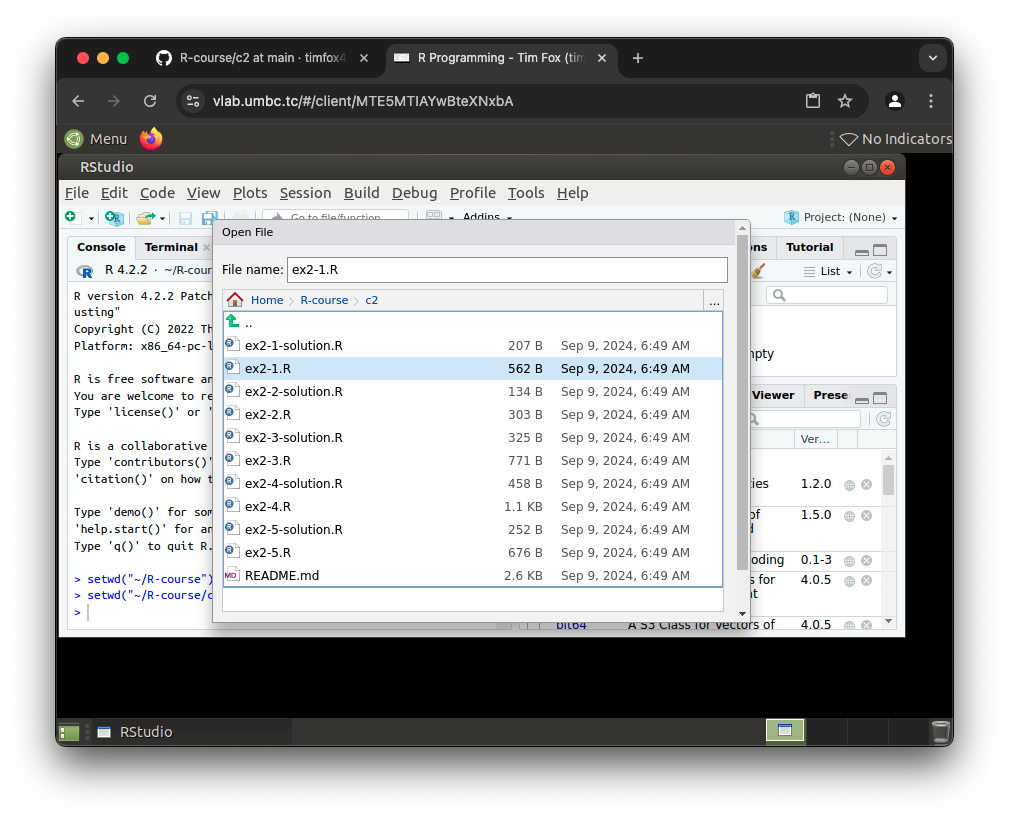 R-course/c2 at main · timfox4
R Programming - Tim Fox (tim
vlab.umbc.tc/#/client/MTE5MTIAYwBteXNxbA
Menu
No Indicators
RStudio
File Edit Code View Plots Session Build Debug Profile Tools Help
Go to file/function Addins
Project: (None)
Console Terminal
R 4.2.2 · ~/R-cour
R version 4.2.2 Patch
usting"
Copyright (C) 2022 Th
Platform: x86_64-pc-l
R is free software an
You are welcome to re
Type 'license()' or '
R is a collaborative
Type 'contributors()'
'citation()' on how t
Type 'demo()' for som
'help.start()' for an
Type 'q()' to quit R.
> setwd("~/R-course")
> setwd("~/R-course/c
>
Open File
File name: ex2-1.R
Home R-course c2 ...
..
ex2-1-solution.R 207 B Sep 9, 2024, 6:49 AM
ex2-1.R 562 B Sep 9, 2024, 6:49 AM
ex2-2-solution.R 134 B Sep 9, 2024, 6:49 AM
ex2-2.R 303 B Sep 9, 2024, 6:49 AM
ex2-3-solution.R 325 B Sep 9, 2024, 6:49 AM
ex2-3.R 771 B Sep 9, 2024, 6:49 AM
ex2-4-solution.R 458 B Sep 9, 2024, 6:49 AM
ex2-4.R 1.1 KB Sep 9, 2024, 6:49 AM
ex2-5-solution.R 252 B Sep 9, 2024, 6:49 AM
ex2-5.R 676 B Sep 9, 2024, 6:49 AM
README.md 2.6 KB Sep 9, 2024, 6:49 AM
ons Tutorial
List
npty
Viewer Prese
Ver...
ies 1.2.0
of 1.5.0
d
oding 0.1-3
s for 4.0.5
nt
bit64 A S3 Class for Vectors of 4.0.5
RStudio